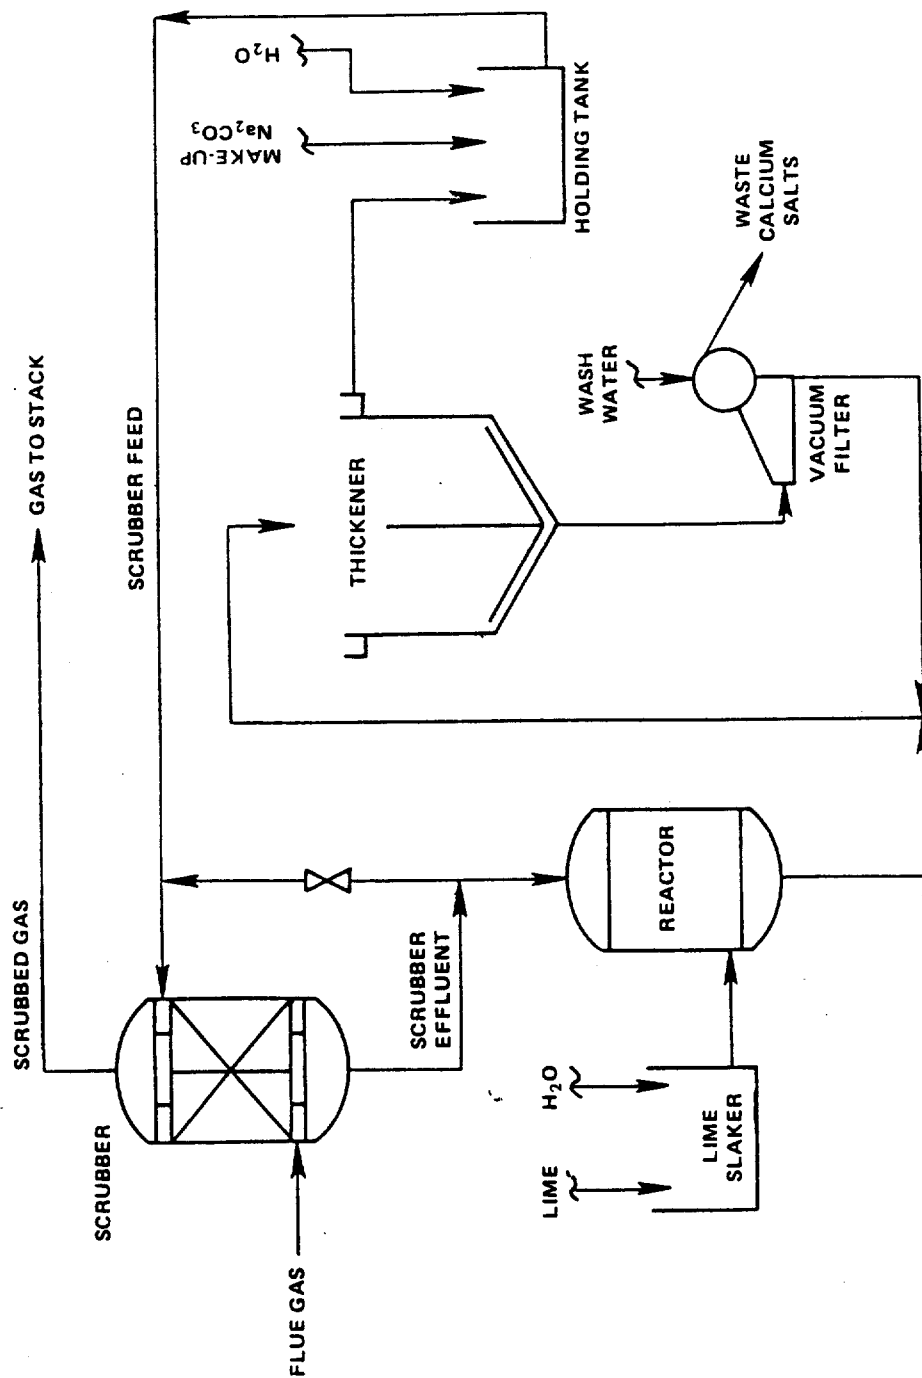 SCRUBBED GAS
GAS TO STACK
SCRUBBER
SCRUBBER FEED
FLUE GAS
H₂O
MAKE-UP
Na₂CO₃
THICKENER
HOLDING TANK
SCRUBBER
EFFLUENT
WASH
WATER
WASTE
CALCIUM
SALTS
LIME
H₂O
REACTOR
LIME
SLAKER
VACUUM
FILTER